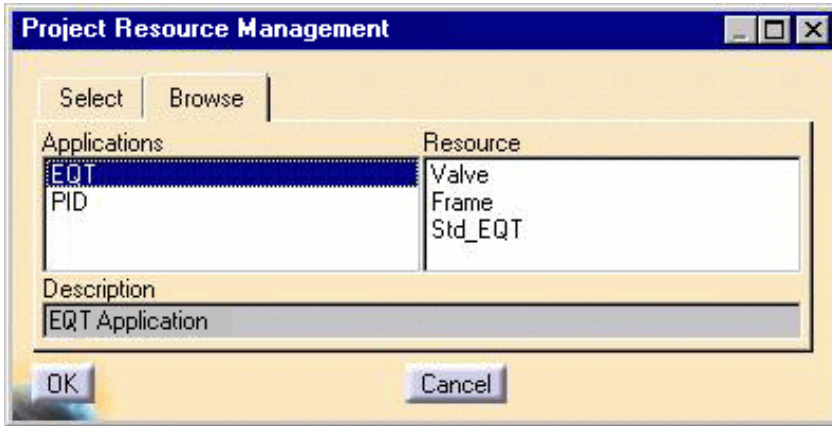 Project Resource Management
Select Browse
Applications Resource
EQT Valve
PID Frame
Std_EQT
Description
EQT Application
OK Cancel